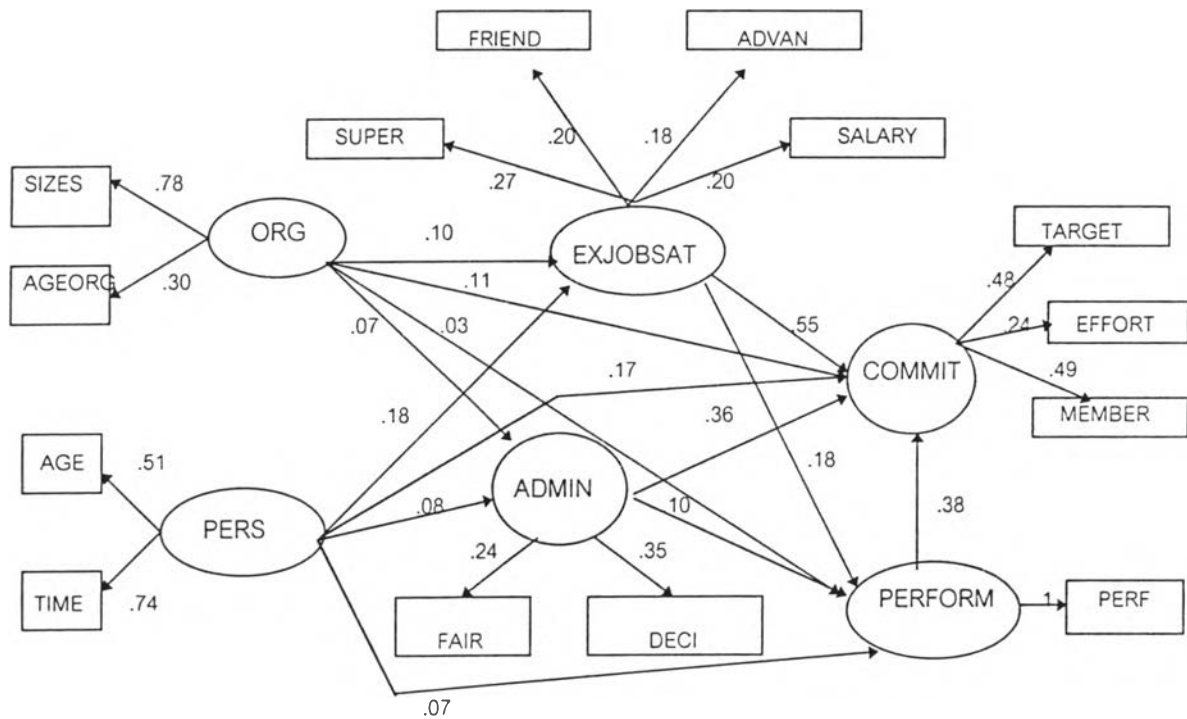 FRIEND
ADVAN
SUPER
.20
.18
SALARY
.27
.20
SIZES
.78
ORG
.10
EXJOBSAT
TARGET
AGEORG
.30
.11
.48
.07
.03
.55
.24
EFFORT
COMMIT
.17
.49
MEMBER
.18
.36
AGE
.51
ADMIN
.18
PERS
.08
.10
.38
.24
.35
TIME
.74
PERFORM
1
PERF
FAIR
DECI
.07